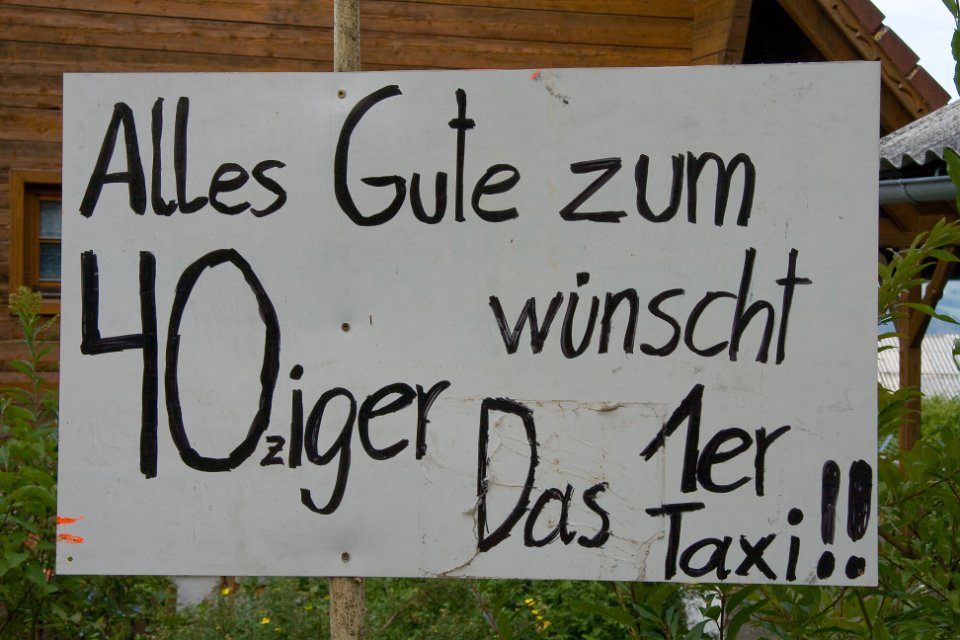 Alles Gute zum
40ziger wünscht
Das 1er
Taxi!!